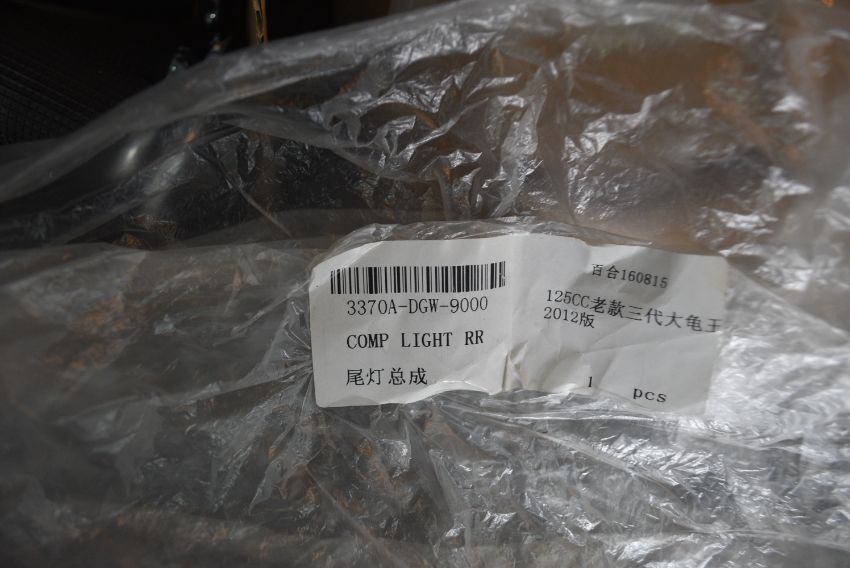 3370A-DGW-9000
COMP LIGHT RR
尾灯总成
百合160815
125CC老款三代大龟王
2012版
1 pcs